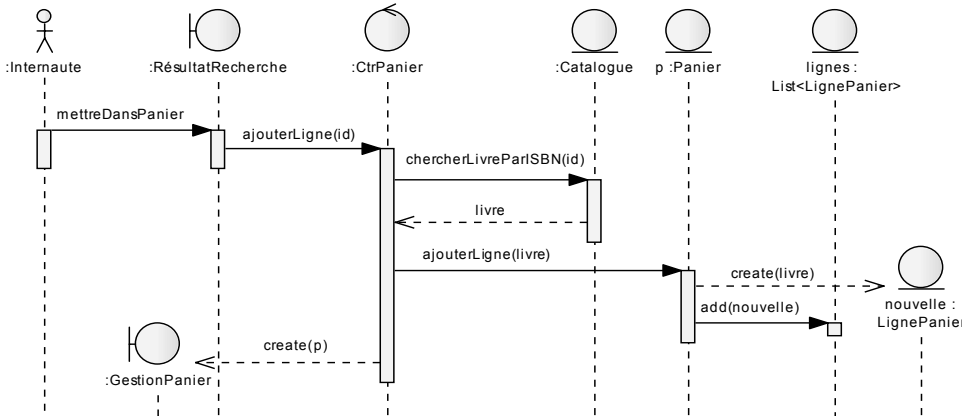 :Internaute
:RésultatRecherche
:CtrPanier
:Catalogue
p :Panier
lignes :
List<LignePanier>
mettreDansPanier
ajouterLigne(id)
chercherLivreParISBN(id)
livre
ajouterLigne(livre)
create(livre)
nouvelle :
LignePanier
add(nouvelle)
create(p)
:GestionPanier